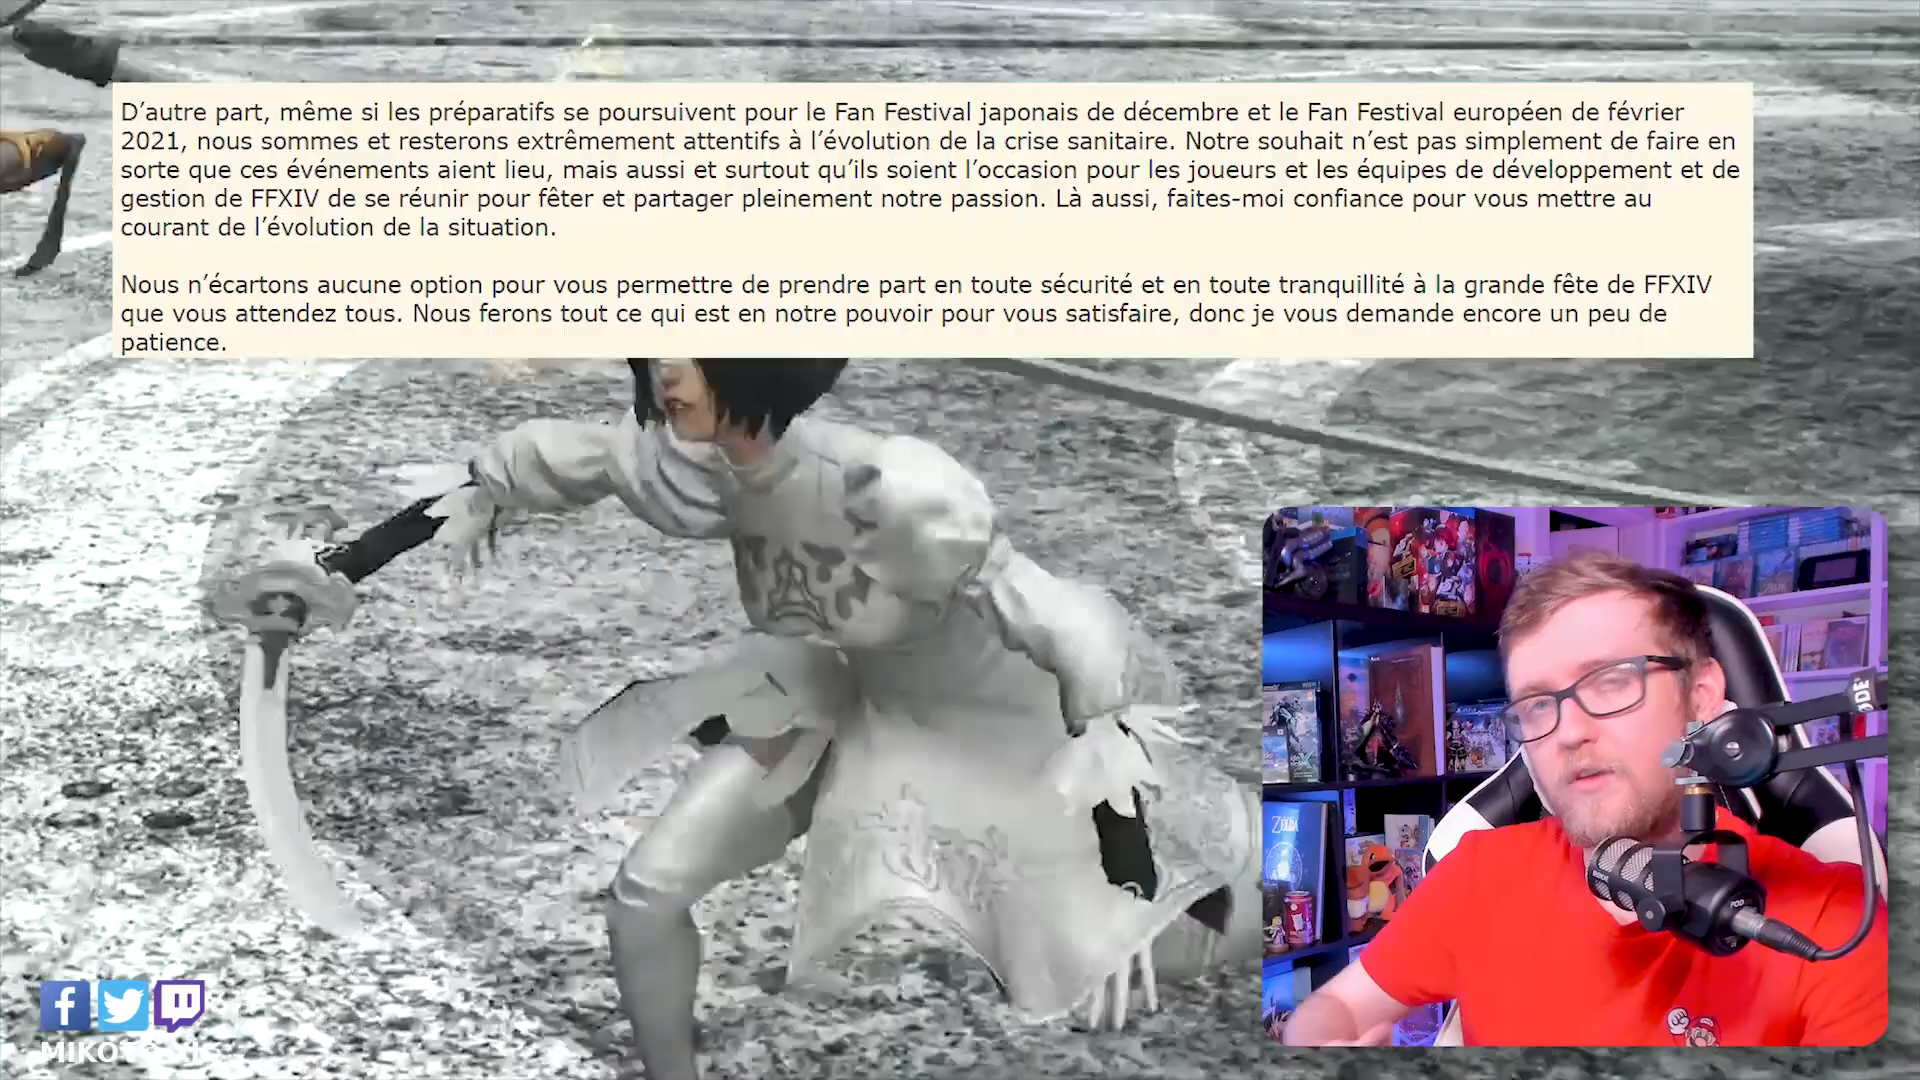 D’autre part, même si les préparatifs se poursuivent pour le Fan Festival japonais de décembre et le Fan Festival européen de février
2021, nous sommes et resterons extrêmement attentifs à l’évolution de la crise sanitaire. Notre souhait n’est pas simplement de faire en
sorte que ces événements aient lieu, mais aussi et surtout qu’ils soient l’occasion pour les joueurs et les équipes de développement et de
gestion de FFXIV de se réunir pour fêter et partager pleinement notre passion. Là aussi, faites-moi confiance pour vous mettre au
courant de l’évolution de la situation.
Nous n’écartons aucune option pour vous permettre de prendre part en toute sécurité et en toute tranquillité à la grande fête de FFXIV
que vous attendez tous. Nous ferons tout ce qui est en notre pouvoir pour vous satisfaire, donc je vous demande encore un peu de
patience.
ZELDA
RODE
POD